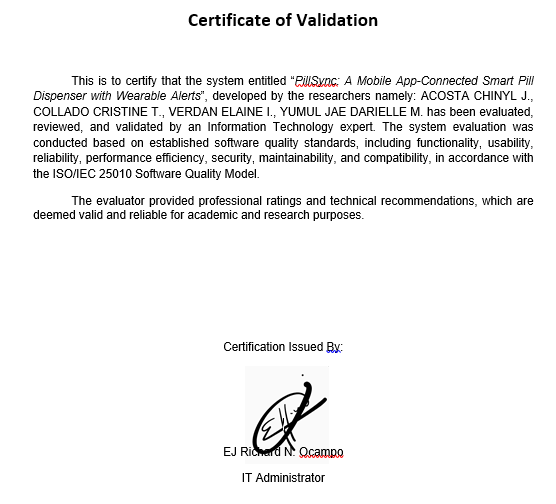 Certificate of Validation
This is to certify that the system entitled “PillSync: A Mobile App-Connected Smart Pill
Dispenser with Wearable Alerts”, developed by the researchers namely: ACOSTA CHINYL J.,
COLLADO CRISTINE T., VERDAN ELAINE I., YUMUL JAE DARIELLE M. has been evaluated,
reviewed, and validated by an Information Technology expert. The system evaluation was
conducted based on established software quality standards, including functionality, usability,
reliability, performance efficiency, security, maintainability, and compatibility, in accordance with
the ISO/IEC 25010 Software Quality Model.
The evaluator provided professional ratings and technical recommendations, which are
deemed valid and reliable for academic and research purposes.
Certification Issued By:
EJ Richard N. Ocampo
IT Administrator